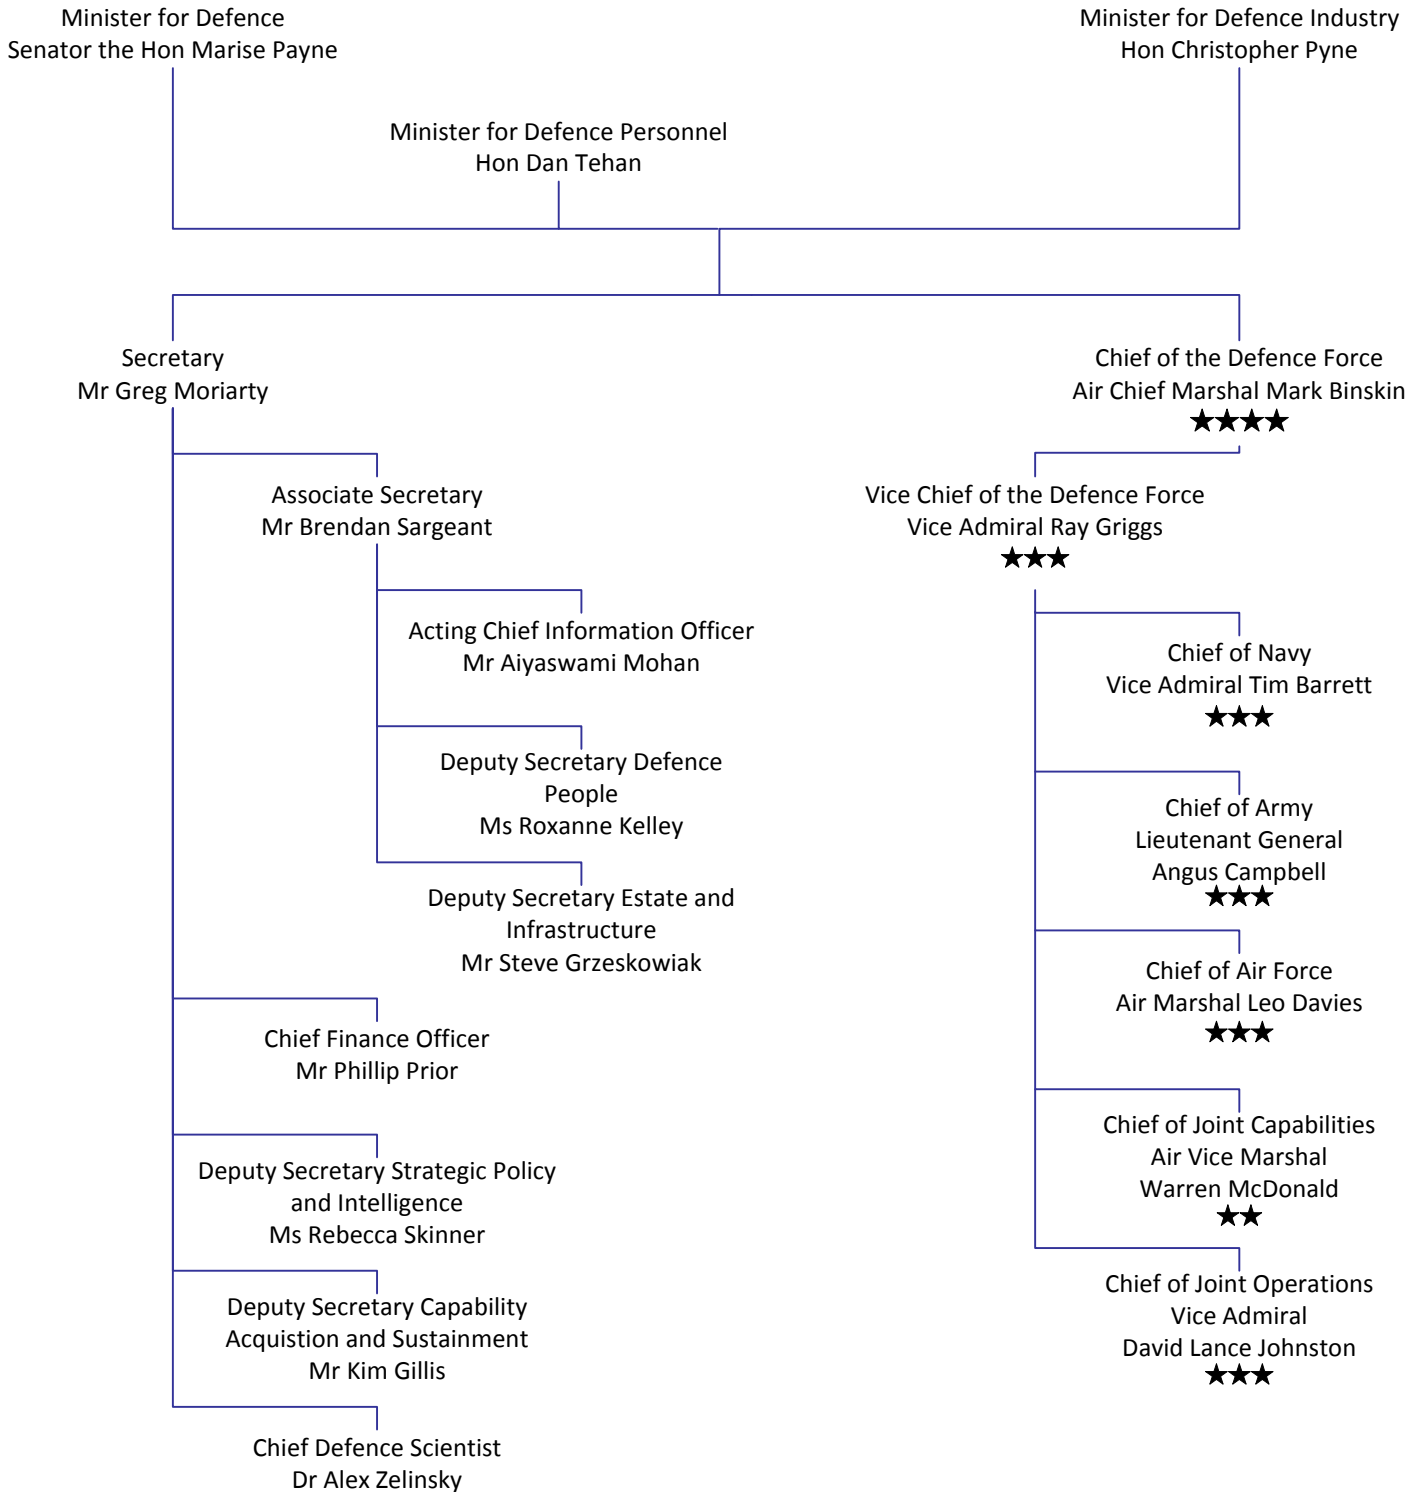 Minister for Defence
Senator the Hon Marise Payne
Minister for Defence Industry
Hon Christopher Pyne
Minister for Defence Personnel
Hon Dan Tehan
Secretary
Mr Greg Moriarty
Chief of the Defence Force
Air Chief Marshal Mark Binskin
★★★★
Associate Secretary
Mr Brendan Sargeant
Vice Chief of the Defence Force
Vice Admiral Ray Griggs
★★★
Acting Chief Information Officer
Mr Aiyaswami Mohan
Deputy Secretary Defence
People
Ms Roxanne Kelley
Deputy Secretary Estate and
Infrastructure
Mr Steve Grzeskowiak
Chief Finance Officer
Mr Phillip Prior
Deputy Secretary Strategic Policy
and Intelligence
Ms Rebecca Skinner
Deputy Secretary Capability
Acquistion and Sustainment
Mr Kim Gillis
Chief Defence Scientist
Dr Alex Zelinsky
Chief of Navy
Vice Admiral Tim Barrett
★★★
Chief of Army
Lieutenant General
Angus Campbell
★★★
Chief of Air Force
Air Marshal Leo Davies
★★★
Chief of Joint Capabilities
Air Vice Marshal
Warren McDonald
★★
Chief of Joint Operations
Vice Admiral
David Lance Johnston
★★★